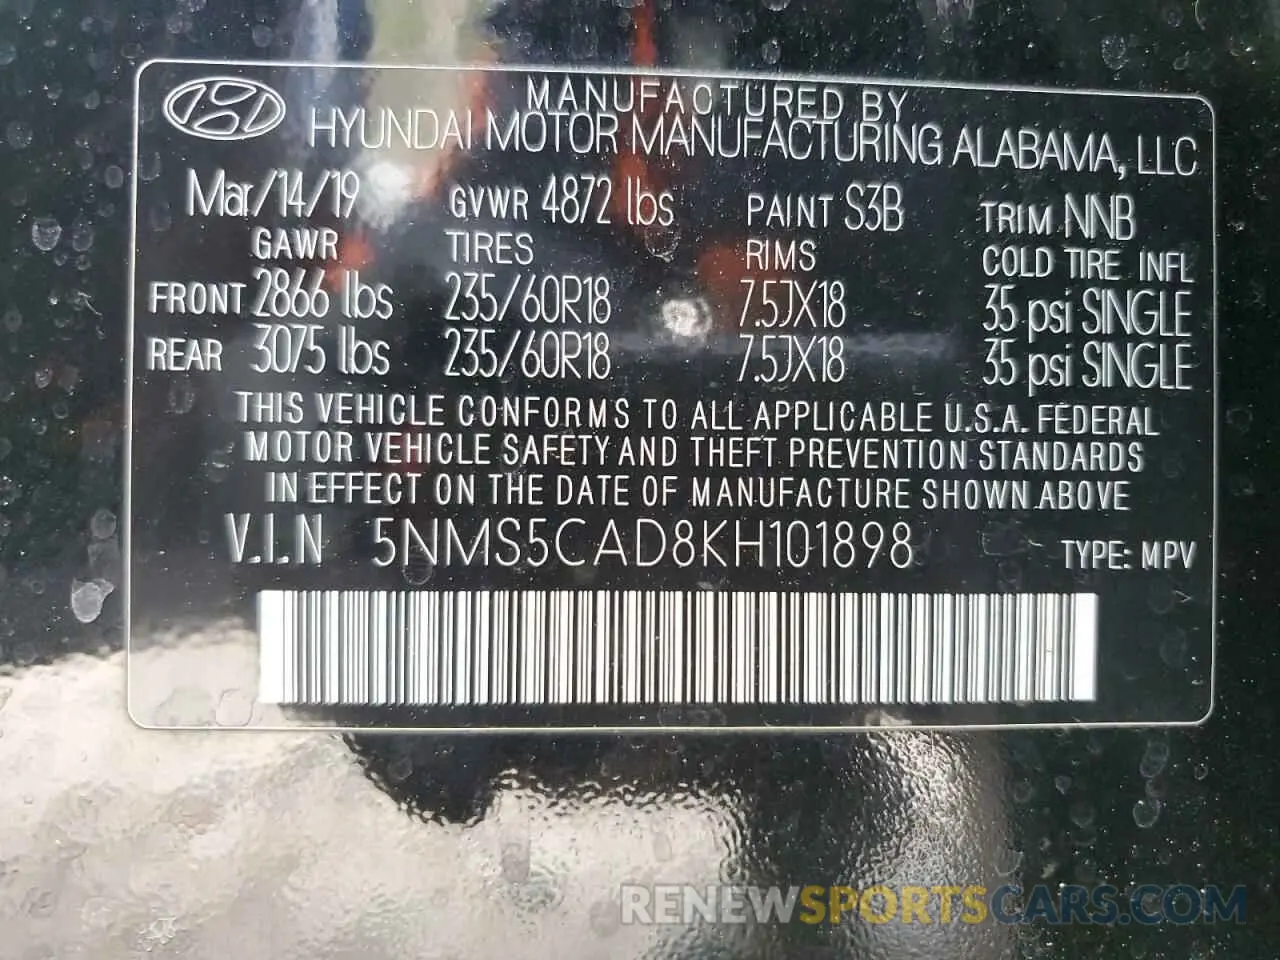 MANUFACTURED BY
HYUNDAI MOTOR MANUFACTURING ALABAMA, LLC
Mar/14/19 GVWR 4872 lbs PAINT S3B TRIM NNB
GAWR TIRES RIMS COLD TIRE INFL
FRONT 2866 lbs 235/60R18 7.5JX18 35 psi SINGLE
REAR 3075 lbs 235/60R18 7.5JX18 35 psi SINGLE
THIS VEHICLE CONFORMS TO ALL APPLICABLE U.S.A. FEDERAL
MOTOR VEHICLE SAFETY AND THEFT PREVENTION STANDARDS
IN EFFECT ON THE DATE OF MANUFACTURE SHOWN ABOVE
V.I.N 5NMS5CAD8KH101898 TYPE: MPV
RENEWSPORTSCARS.COM